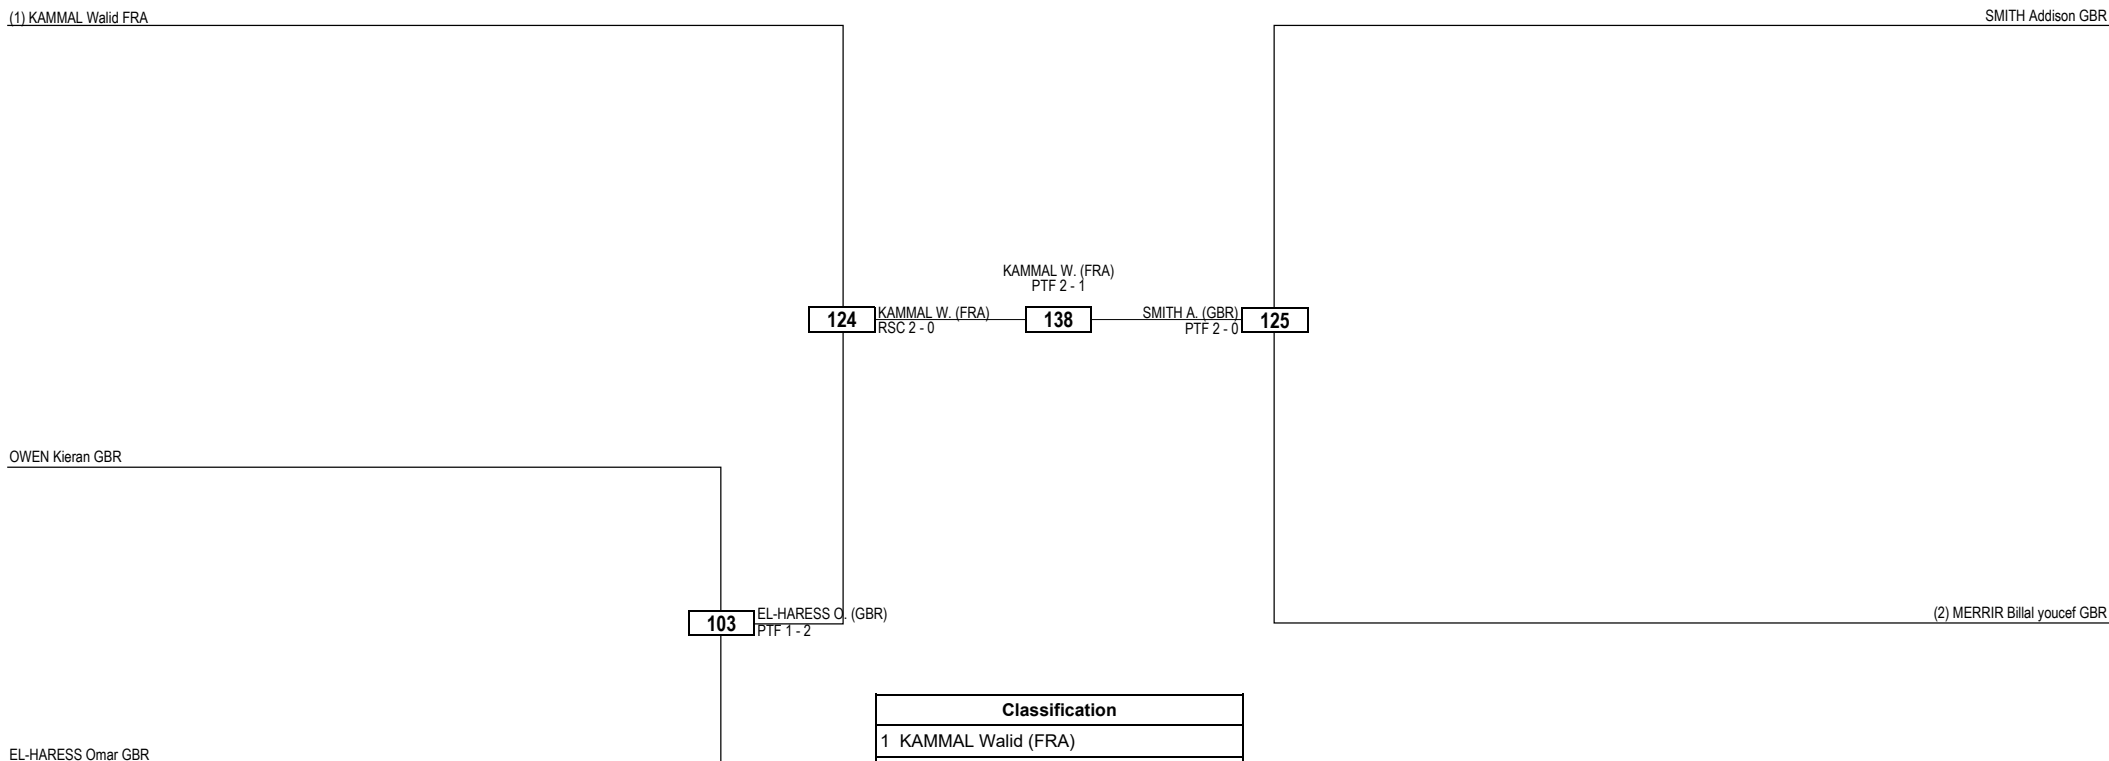 (1) KAMMAL Walid FRA
SMITH Addison GBR
KAMMAL W. (FRA)
PTF 2 - 1
124
KAMMAL W. (FRA)
RSC 2 - 0
138
SMITH A. (GBR)
PTF 2 - 0
125
OWEN Kieran GBR
103
EL-HARESS O. (GBR)
PTF 1 - 2
(2) MERRIR Billal youcef GBR
Classification
1 KAMMAL Walid (FRA)
EL-HARESS Omar GBR